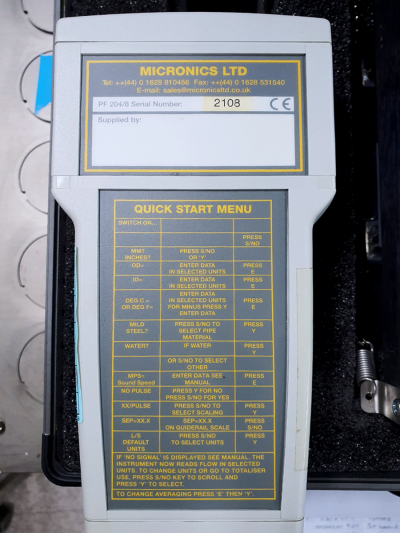 MICRONICS LTD
Tel: ++(44) 0 1628 810456 Fax: ++(44) 0 1628 531540
E-mail: sales@micronicsltd.co.uk
PF 204/8 Serial Number: 2108 CE
Supplied by:
QUICK START MENU
SWITCH ON...
PRESS
S/NO
MMT PRESS S/NO
INCHES? OR 'Y'
OD= ENTER DATA PRESS
IN SELECTED UNITS E
ID= ENTER DATA PRESS
IN SELECTED UNITS E
ENTER DATA
DEG.C = IN SELECTED UNITS PRESS
OR DEG F= FOR MINUS PRESS Y E
ENTER DATA
MILD PRESS S/NO TO PRESS
STEEL? SELECT PIPE Y
MATERIAL
WATER? IF WATER PRESS
Y
OR S/NO TO SELECT
OTHER
MPS= ENTER DATA SEE PRESS
Sound Speed MANUAL E
NO PULSE PRESS Y FOR NO
PRESS S/NO FOR YES
XX/PULSE PRESS S/NO TO PRESS
SELECT SCALING Y
SEP=XX.X SEP=XX.X PRESS
ON GUIDERAIL SCALE S/NO
L/S PRESS S/NO PRESS
DEFAULT TO SELECT UNITS Y
UNITS
IF 'NO SIGNAL' IS DISPLAYED SEE MANUAL. THE
INSTRUMENT NOW READS FLOW IN SELECTED
UNITS. TO CHANGE UNITS OR GO TO TOTALISER
USE, PRESS S/NO KEY TO SCROLL AND
PRESS 'Y' TO SELECT.
TO CHANGE AVERAGING PRESS 'E' THEN 'Y'.